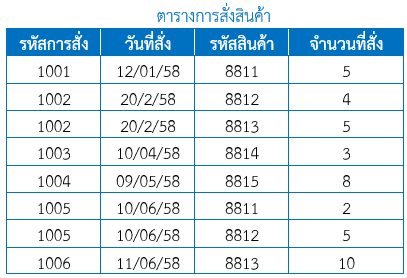 ตารางการสั่งสินค้า
รหัสการสั่ง วันที่สั่ง รหัสสินค้า จำนวนที่สั่ง
1001 12/01/58 8811 5
1002 20/2/58 8812 4
1002 20/2/58 8813 5
1003 10/04/58 8814 3
1004 09/05/58 8815 8
1005 10/06/58 8811 2
1005 10/06/58 8812 5
1006 11/06/58 8813 10